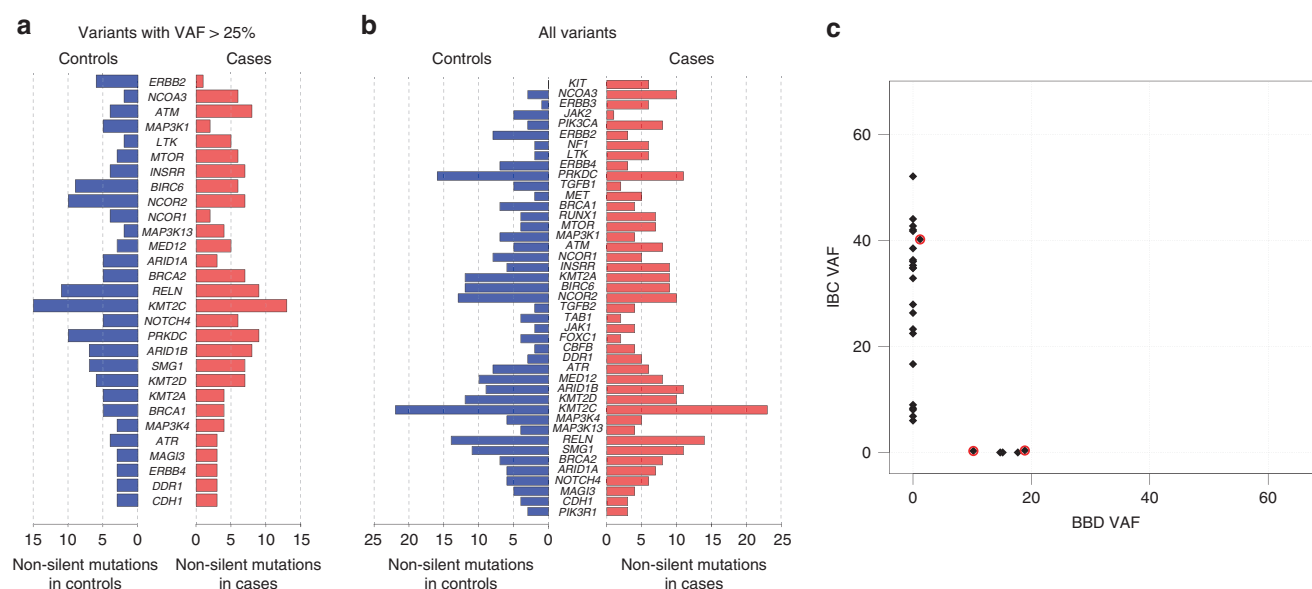 a
Variants with VAF > 25%
Controls
Cases
ERBB2
NCOA3
ATM
MAP3K1
LTK
MTOR
INSRR
BIRC6
NCOR2
NCOR1
MAP3K13
MED12
ARID1A
BRCA2
RELN
KMT2C
NOTCH4
PRKDC
ARID1B
SMG1
KMT2D
KMT2A
BRCA1
MAP3K4
ATR
MAGI3
ERBB4
DDR1
CDH1
15 10 5 0 0 5 10 15
Non-silent mutations
in controls
Non-silent mutations
in cases
b
All variants
Controls
Cases
KIT
NCOA3
ERBB3
JAK2
PIK3CA
ERBB2
NF1
LTK
ERBB4
PRKDC
TGFB1
MET
BRCA1
RUNX1
MTOR
MAP3K1
ATM
NCOR1
INSRR
KMT2A
BIRC6
NCOR2
TGFB2
TAB1
JAK1
FOXC1
CBFB
DDR1
ATR
MED12
ARID1B
KMT2D
KMT2C
MAP3K4
MAP3K13
RELN
SMG1
BRCA2
ARID1A
NOTCH4
MAGI3
CDH1
PIK3R1
25 20 15 10 5 0 0 5 10 15 20 25
Non-silent mutations
in controls
Non-silent mutations
in cases
c
IBC VAF
60
40
20
0
0 20 40 60
BBD VAF